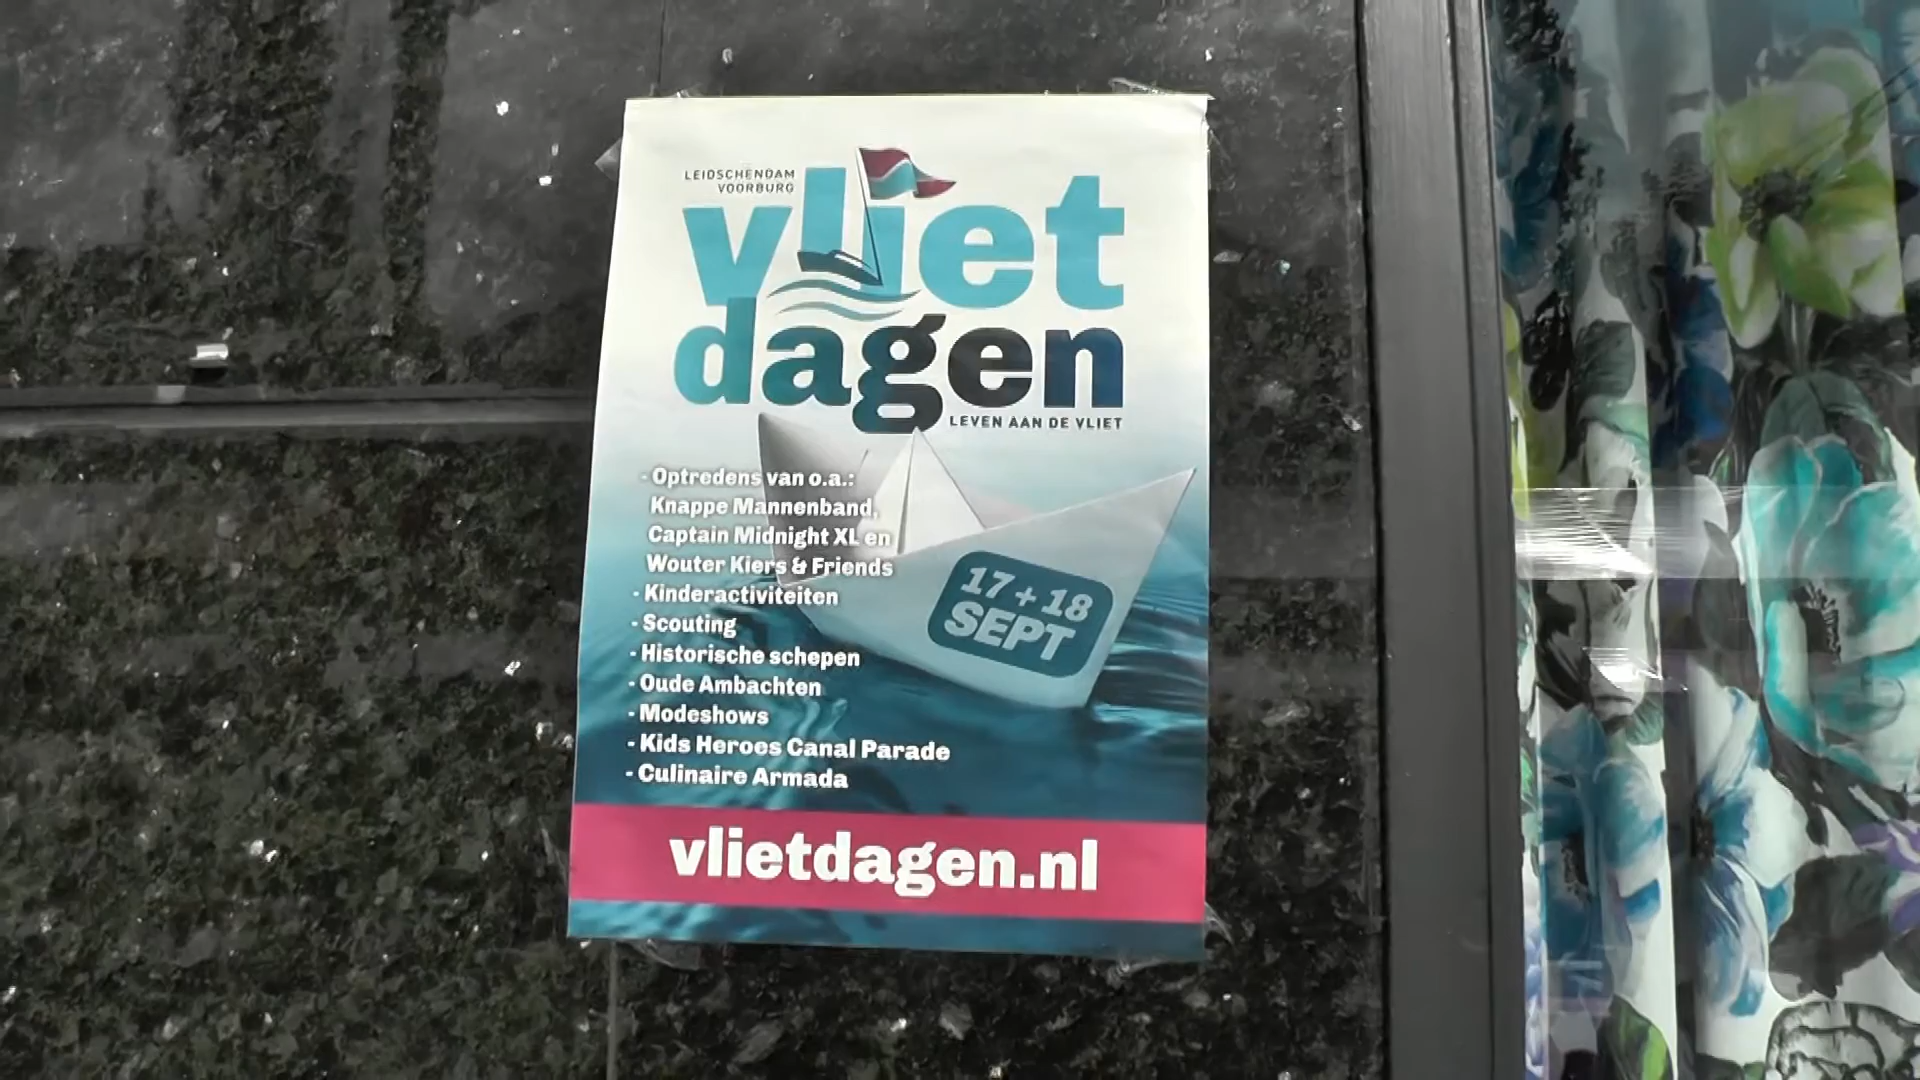 LEIDSCHENDAM
VOORBURG
vliet
dagen
LEVEN AAN DE VLIET
- Optredens van o.a.:
Knappe Mannenband,
Captain Midnight XL en
Wouter Kiers & Friends
- Kinderactiviteiten
- Scouting
- Historische schepen
- Oude Ambachten
- Modeshows
- Kids Heroes Canal Parade
- Culinaire Armada
17 + 18
SEPT
vlietdagen.nl